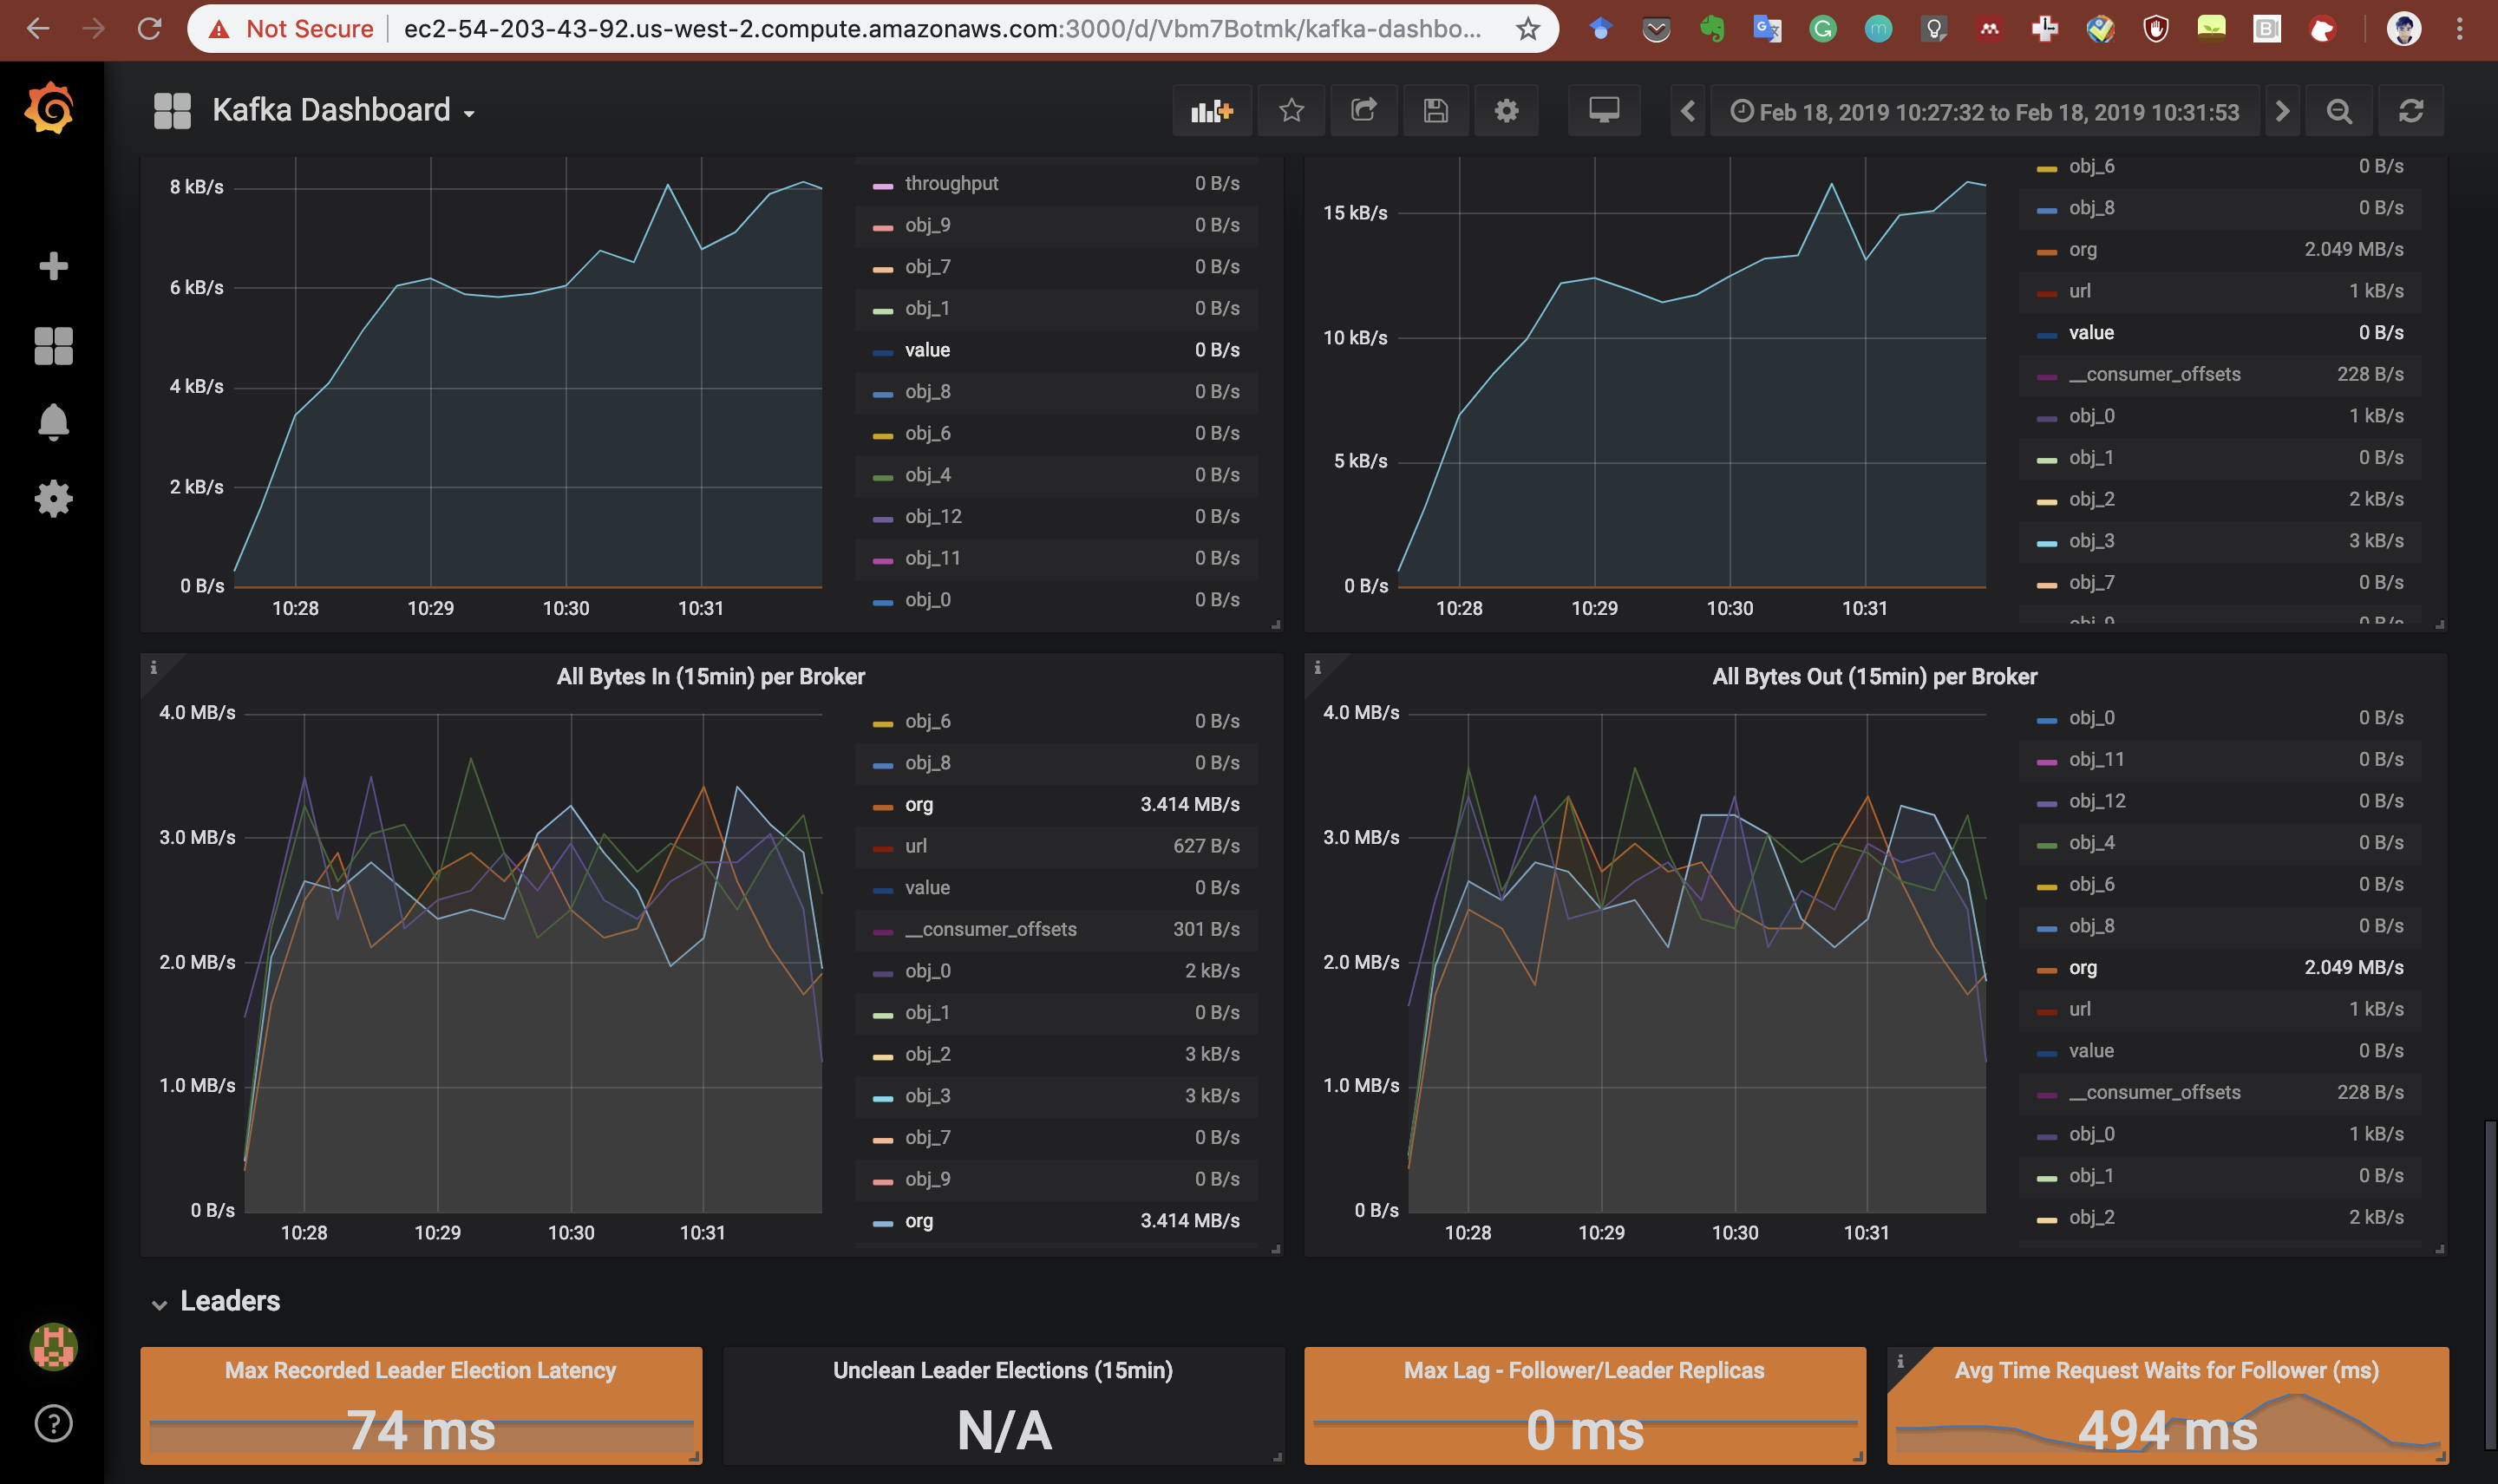 Not Secure
ec2-54-203-43-92.us-west-2.compute.amazonaws.com:3000/d/Vbm7Botmk/kafka-dashbo...
Kafka Dashboard
Feb 18, 2019 10:27:32 to Feb 18, 2019 10:31:53
8 kB/s
6 kB/s
4 kB/s
2 kB/s
0 B/s
10:28 10:29 10:30 10:31
throughput 0 B/s
obj_9 0 B/s
obj_7 0 B/s
obj_1 0 B/s
value 0 B/s
obj_8 0 B/s
obj_6 0 B/s
obj_4 0 B/s
obj_12 0 B/s
obj_11 0 B/s
obj_0 0 B/s
15 kB/s
10 kB/s
5 kB/s
0 B/s
10:28 10:29 10:30 10:31
obj_6 0 B/s
obj_8 0 B/s
org 2.049 MB/s
url 1 kB/s
value 0 B/s
__consumer_offsets 228 B/s
obj_0 1 kB/s
obj_1 0 B/s
obj_2 2 kB/s
obj_3 3 kB/s
obj_7 0 B/s
obj_9 0 B/s
All Bytes In (15min) per Broker
4.0 MB/s
3.0 MB/s
2.0 MB/s
1.0 MB/s
0 B/s
10:28 10:29 10:30 10:31
obj_6 0 B/s
obj_8 0 B/s
org 3.414 MB/s
url 627 B/s
value 0 B/s
__consumer_offsets 301 B/s
obj_0 2 kB/s
obj_1 0 B/s
obj_2 3 kB/s
obj_3 3 kB/s
obj_7 0 B/s
obj_9 0 B/s
org 3.414 MB/s
All Bytes Out (15min) per Broker
4.0 MB/s
3.0 MB/s
2.0 MB/s
1.0 MB/s
0 B/s
10:28 10:29 10:30 10:31
obj_0 0 B/s
obj_11 0 B/s
obj_12 0 B/s
obj_4 0 B/s
obj_6 0 B/s
obj_8 0 B/s
org 2.049 MB/s
url 1 kB/s
value 0 B/s
__consumer_offsets 228 B/s
obj_0 1 kB/s
obj_1 0 B/s
obj_2 2 kB/s
Leaders
Max Recorded Leader Election Latency
74 ms
Unclean Leader Elections (15min)
N/A
Max Lag - Follower/Leader Replicas
0 ms
Avg Time Request Waits for Follower (ms)
494 ms